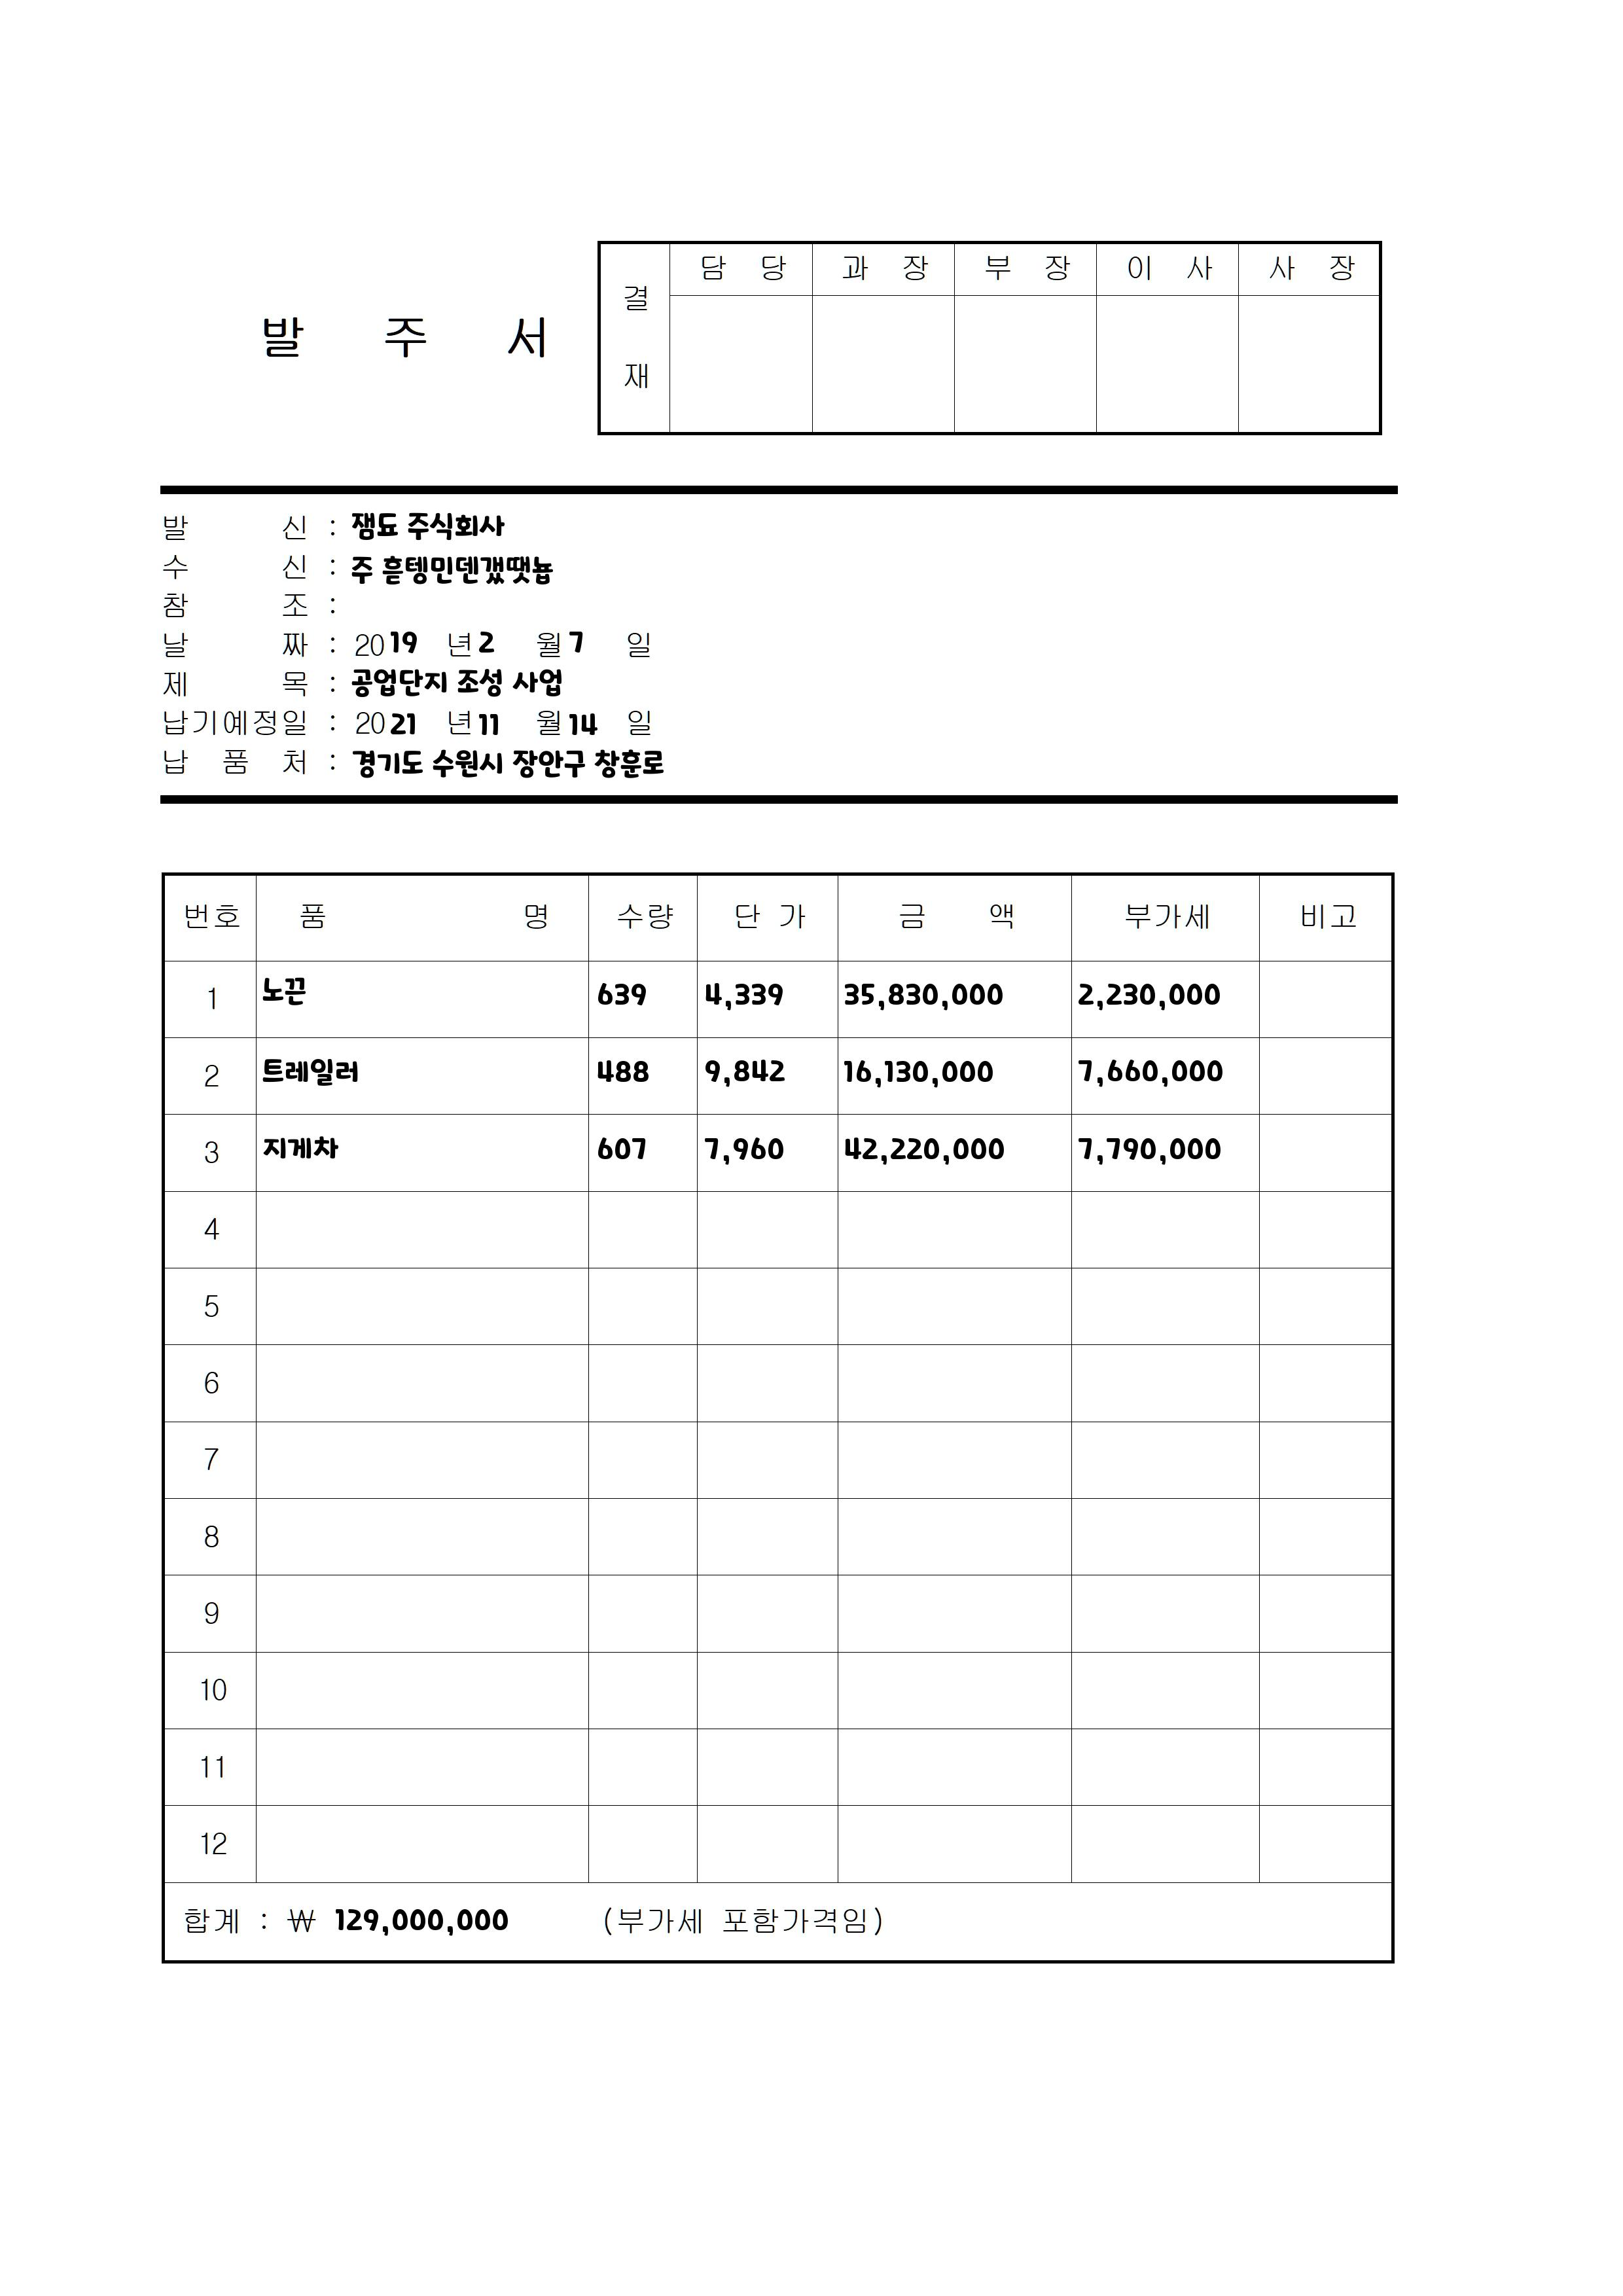 담 당 과 장 부 장 이 사 사 장
결
재
발 주 서
발 신 : 잼됴 주식회사
수 신 : 주
참 조 :
날 짜 : 2019 년 2 월 7 일
제 목 : 공업단지 조성 사업
납기예정일 : 2021 년 11 월 14 일
납 품 처 : 경기도 수원시 장안구 창훈로
번호 품 명 수량 단 가 금 액 부가세 비고
1 노끈 639 4,339 35,830,000 2,230,000
2 트레일러 488 9,842 16,130,000 7,660,000
3 지게차 607 7,960 42,220,000 7,790,000
4
5
6
7
8
9
10
11
12
합계 : ₩ 129,000,000 (부가세 포함가격임)